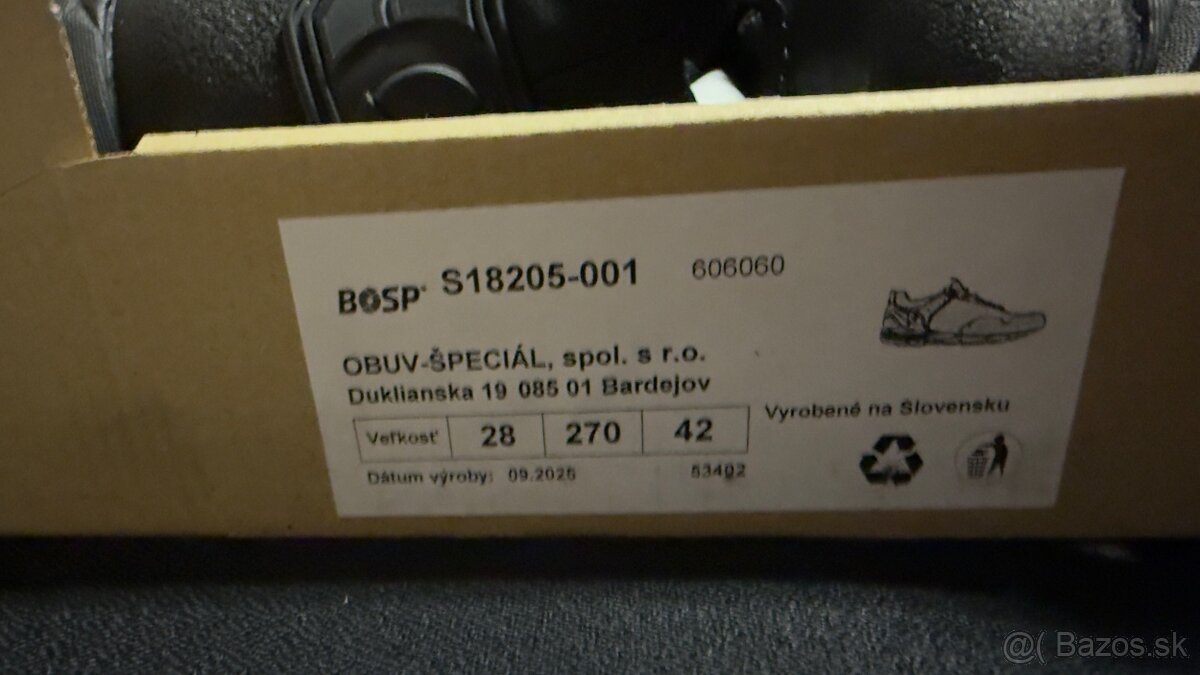 BOSP® S18205-001 606060
OBUV-ŠPECIÁL, spol. s r.o.
Duklianska 19 085 01 Bardejov
Veľkosť 28 270 42
Vyrobené na Slovensku
Dátum výroby: 09.2025 53402
@( Bazos.sk